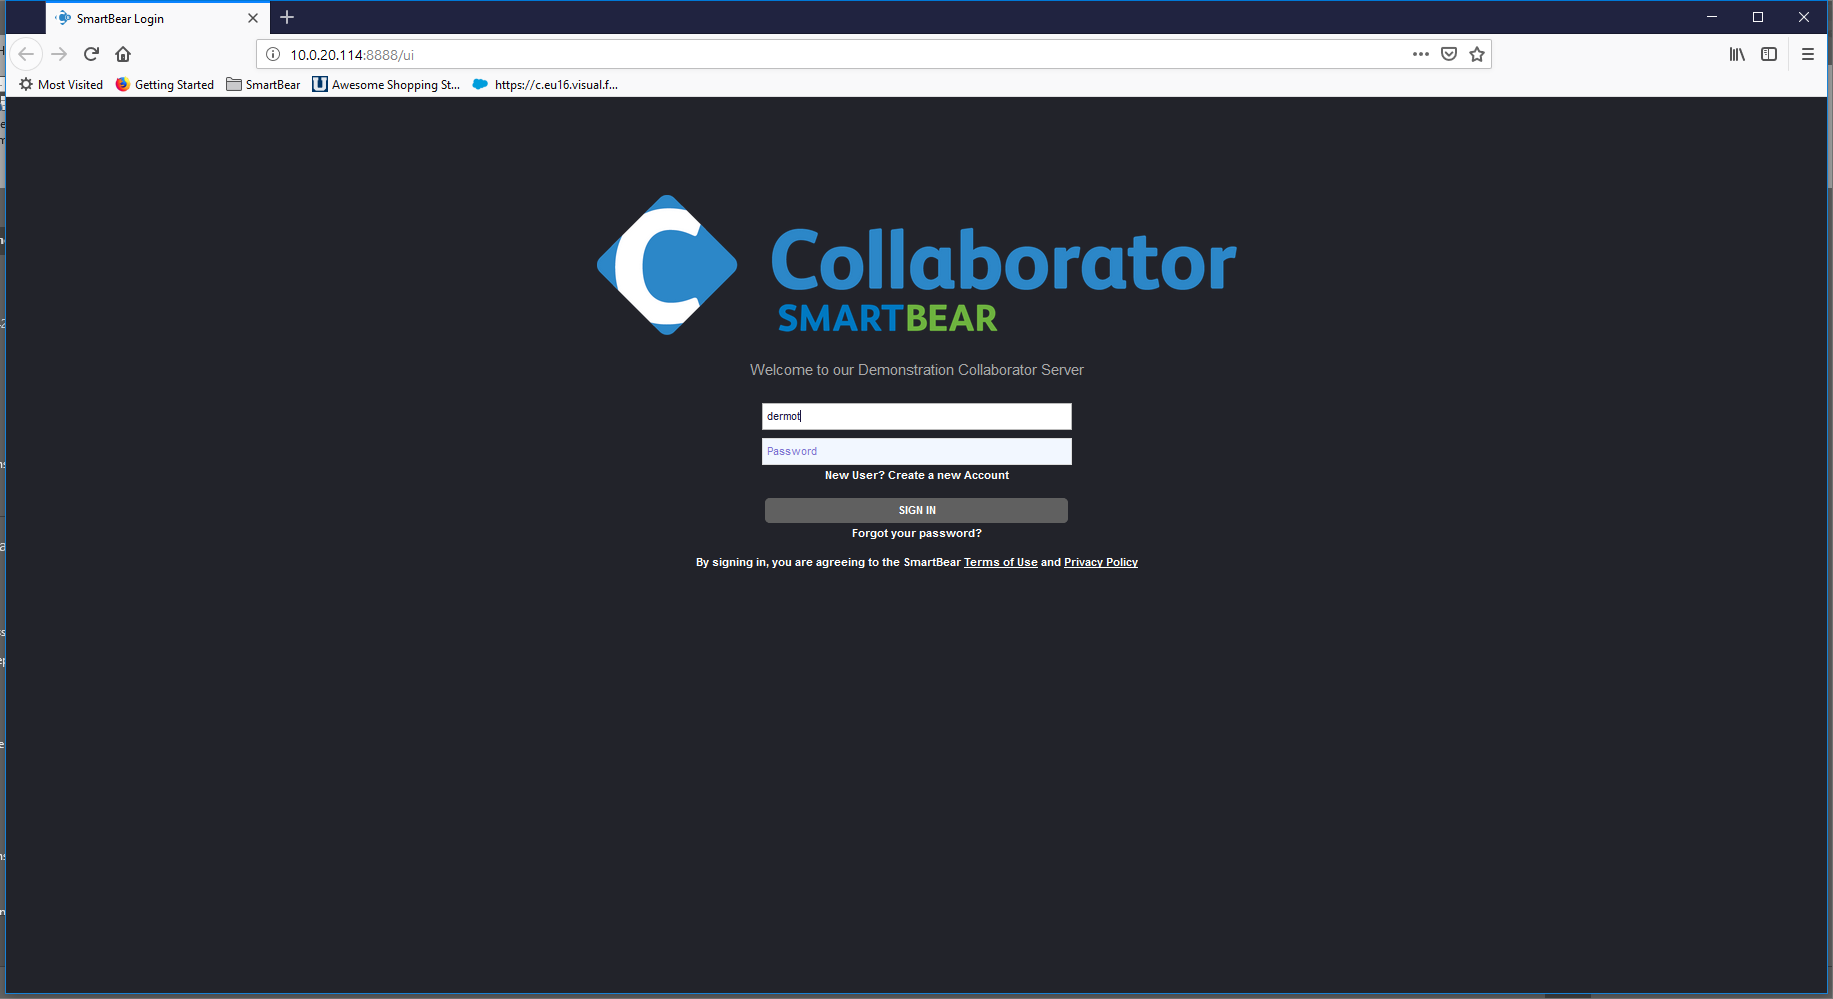 SmartBear Login
10.0.20.114:8888/ui
Most Visited Getting Started SmartBear Awesome Shopping St... https://c.eu16.visual.f...
C Collaborator
SMARTBEAR
Welcome to our Demonstration Collaborator Server
dermot
Password
New User? Create a new Account
SIGN IN
Forgot your password?
By signing in, you are agreeing to the SmartBear Terms of Use and Privacy Policy